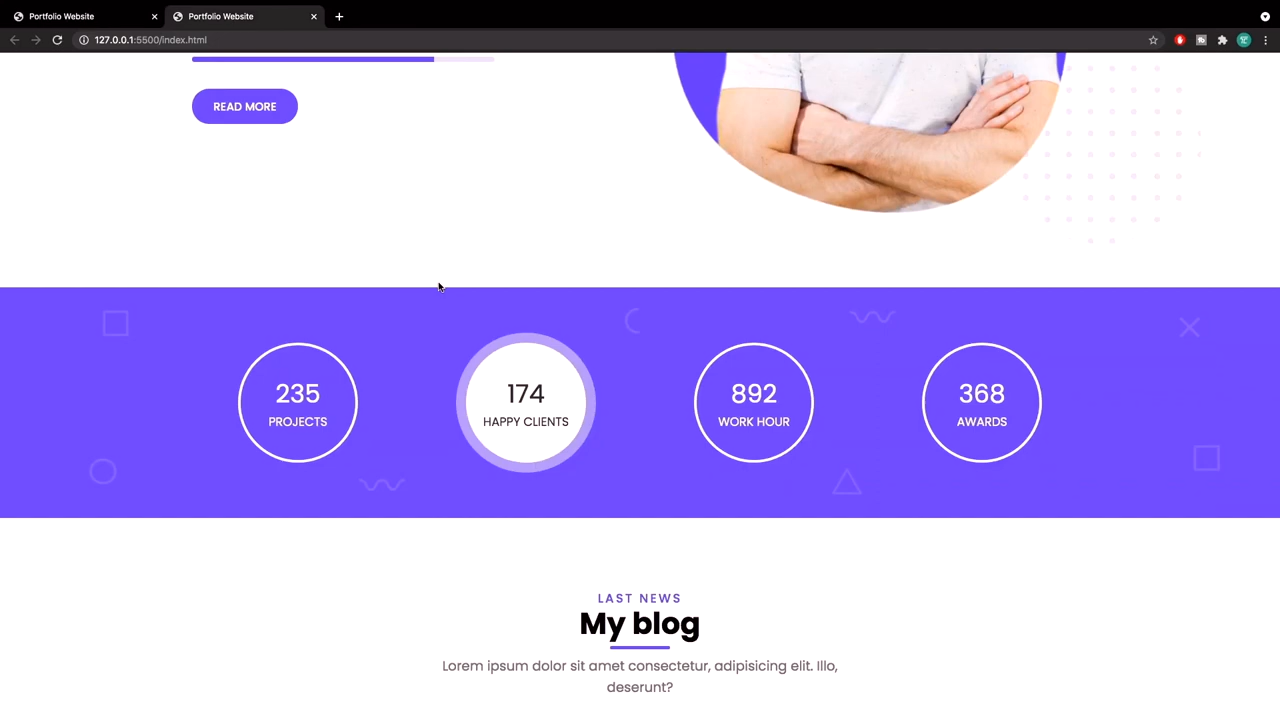 Portfolio Website
Portfolio Website
127.0.0.1:5500/index.html
READ MORE
235
PROJECTS
174
HAPPY CLIENTS
892
WORK HOUR
368
AWARDS
LAST NEWS
My blog
Lorem ipsum dolor sit amet consectetur, adipisicing elit. Illo,
deserunt?